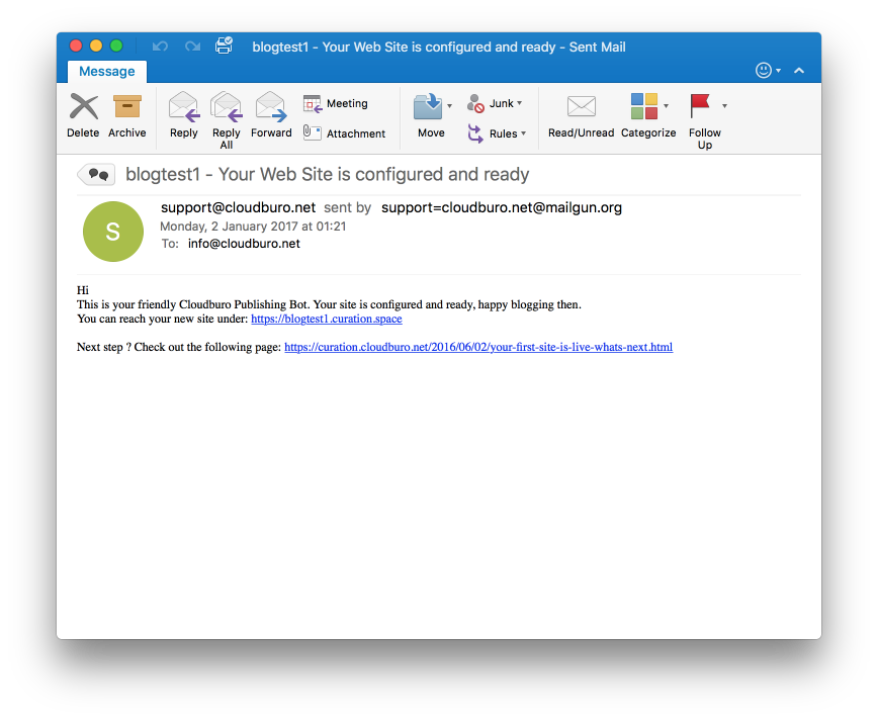 blogtest1 - Your Web Site is configured and ready - Sent Mail
Message
Delete Archive Reply Reply All Forward Meeting Attachment Move Junk Rules Read/Unread Categorize Follow Up
blogtest1 - Your Web Site is configured and ready
S
support@cloudburo.net sent by support=cloudburo.net@mailgun.org
Monday, 2 January 2017 at 01:21
To: info@cloudburo.net
Hi
This is your friendly Cloudburo Publishing Bot. Your site is configured and ready, happy blogging then.
You can reach your new site under: https://blogtest1.curation.space
Next step ? Check out the following page: https://curation.cloudburo.net/2016/06/02/your-first-site-is-live-whats-next.html